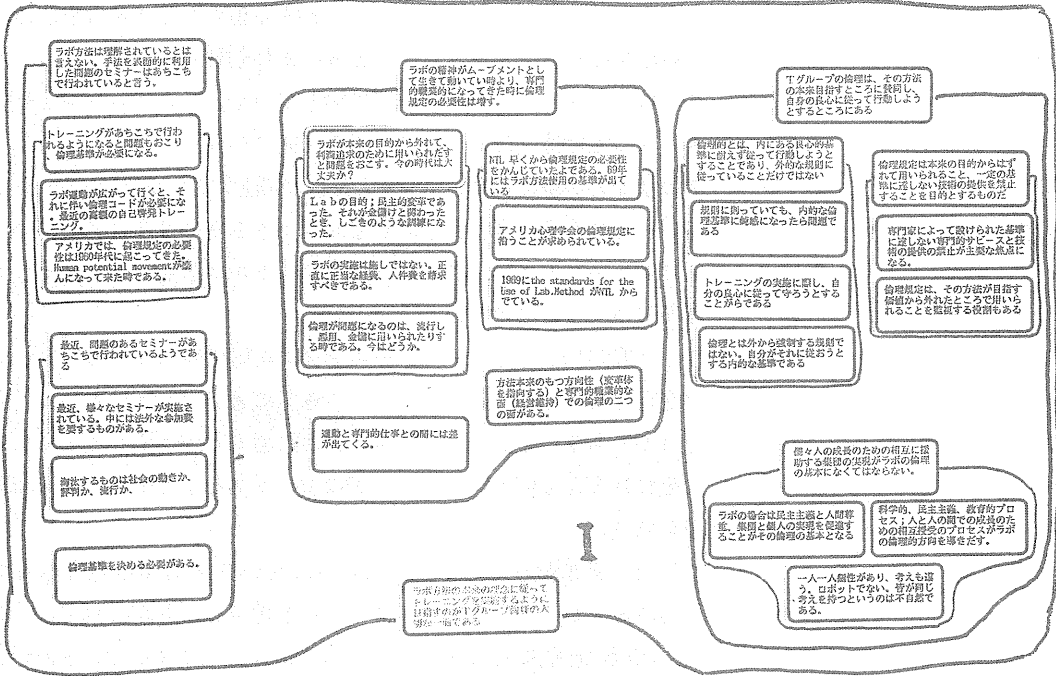 ラボ方法は理解されているとは
言えない。手法を表面的に利用
した問題のセミナーはあちこち
で行われていると言う。
トレーニングがあちこちで行わ
れるようになると問題もおこり
、倫理基準が必要になる。
ラボ運動が広がって行くと、そ
れに伴い倫理コードが必要にな
る。最近の
の自己啓発トレー
ニング。
アメリカでは、倫理規定の必要
性は1960年代に起こってきた。
Human potential movementが盛
んになって来た時である。
最近、問題のあるセミナーがあ
ちこちで行われているようであ
る
最近、様々なセミナーが実施さ
れている。中には法外な参加費
を要するものがある。
淘汰するものは社会の動きか、
評判か、流行か、
倫理基準を決める必要がある。
ラボの精神がムーブメントとし
て生きて動いている時より、専門
的職業的になってきた時に倫理
規定の必要性は増す。
ラボが本来の目的から外れて、
利潤追求のために用いられだす
と問題をおこす。今の時代は大
丈夫か?
Labの目的;民主的変革であ
った。それが金儲けと関わった
とき、しごきのような訓練にな
った。
ラボの実施は施しではない。正
直に正当な経費、人件費を請求
すべきである。
倫理が問題になるのは、流行し
、悪用、金儲に用いられたりす
る時である。今はどうか。
運動と専門的仕事との間には差
が出てくる。
NTL 早くから倫理規定の必要性
をかんじていたよである。69年
にはラボ方法使用の基準が出て
いる
アメリカ心理学会の倫理規定に
沿うことが求められている。
1969にthe standards for the
Use of Lab.Method がNTL から
でている。
方法本来のもつ方向性(変革体
を指向する)と専門的職業的な
面(経営維持)での倫理の二つ
の面がある。
Tグループの倫理は、その方法
の本来目指すところに賛同し、
自身の良心に従って行動しよう
とするところにある
倫理的とは、内にある良心的基
準に耐えず従って行動しようと
することであり、外的な規則に
従っていることだけではない
規則に則っていても、内的な倫
理基準に鈍感になったら問題で
ある
トレーニングの実施に際し、自
分の良心に従って守ろうとする
ことがらである
倫理とは外から強制する規則で
はない。自分がそれに従おうと
する内的な基準である
倫理規定は本来の目的からはず
れて用いられること、一定の基
準に達しない技術の提供を禁止
することを目的とするものだ
専門家によって設けられた基準
に達しない専門的サビースと技
術の提供の禁止が主要な焦点に
なる。
倫理規定は、その方法が目指す
価値から外れたところで用いら
れることを監視する役割もある
個々人の成長のための相互に援
助する集団の実現がラボの倫理
の基本になくてはならない。
ラボの場合は民主主義と人間尊
重、集団と個人の実現を促進す
ることがその倫理の基本となる
科学的、民主主義、教育的プロ
セス;人と人の間での成長のた
めの相互授受のプロセスがラボ
の倫理的方向を導きだす。
一人一人個性があり、考えも違
う。ロボットでない。皆が同じ
考えを持つというのは不自然で
ある。
I
ラボ方法の本来の理念に従って
トレーニングを実施するように
目指すのがTグループ倫理の大
切な一面である